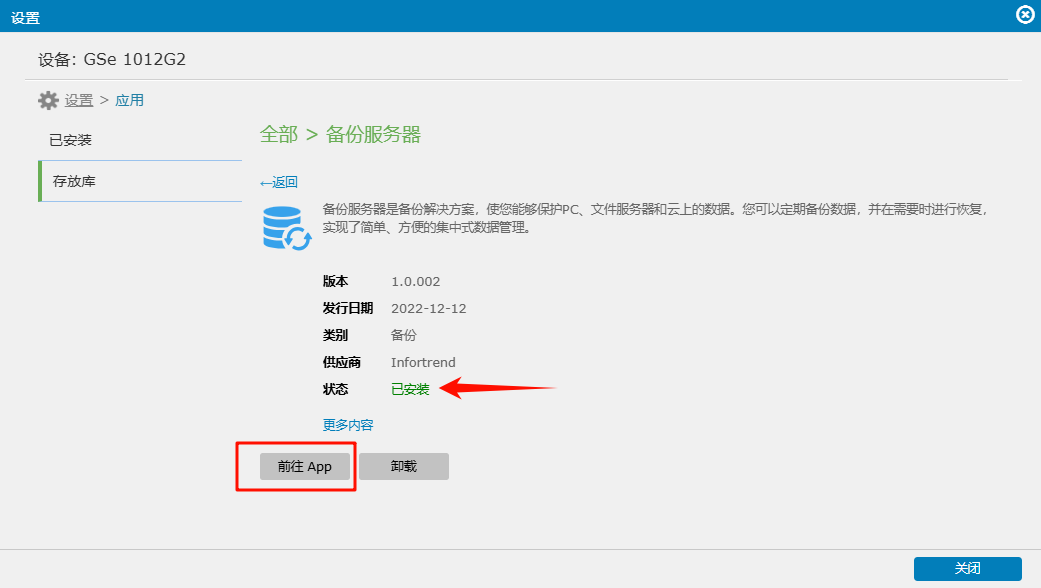 设置
设备: GSe 1012G2
设置 > 应用
已安装
存放库
全部 > 备份服务器
←返回
备份服务器是备份解决方案，使您能够保护PC、文件服务器和云上的数据。您可以定期备份数据，并在需要时进行恢复，
实现了简单、方便的集中式数据管理。
版本 1.0.002
发行日期 2022-12-12
类别 备份
供应商 Infortrend
状态 已安装
更多内容
前往 App 卸载
关闭